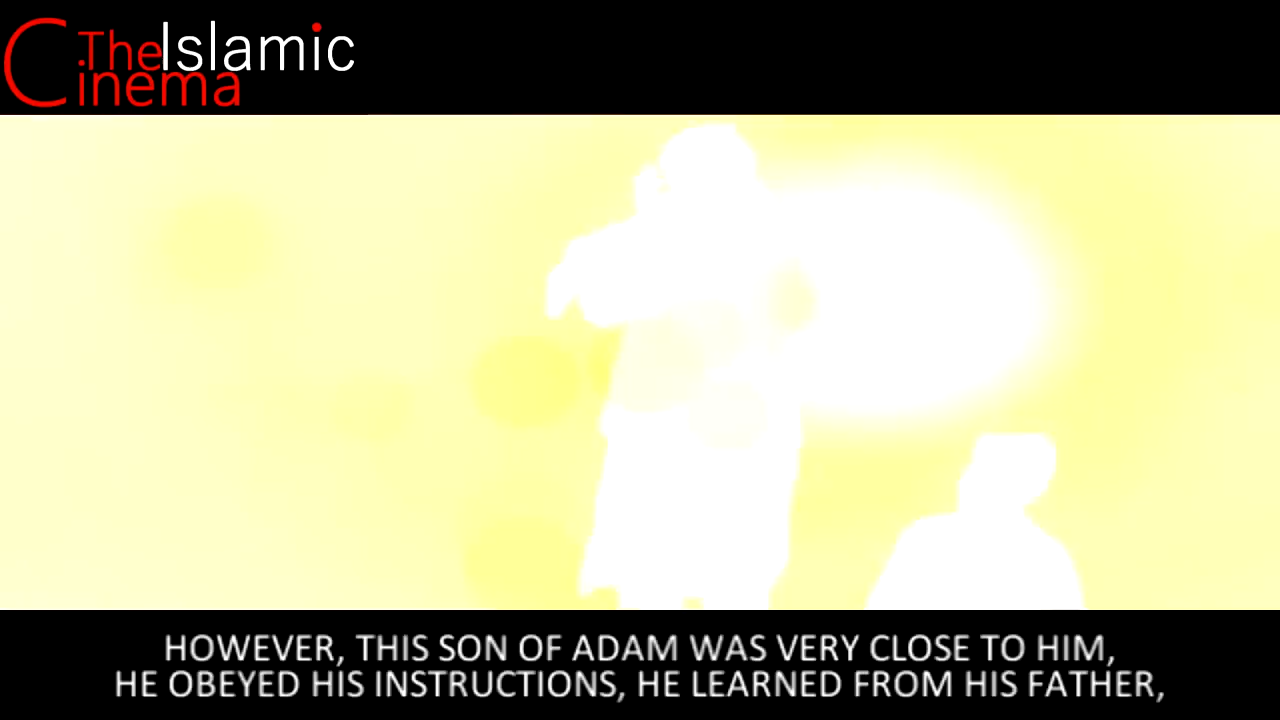 The Islamic
Cinema
HOWEVER, THIS SON OF ADAM WAS VERY CLOSE TO HIM,
HE OBEYED HIS INSTRUCTIONS, HE LEARNED FROM HIS FATHER,